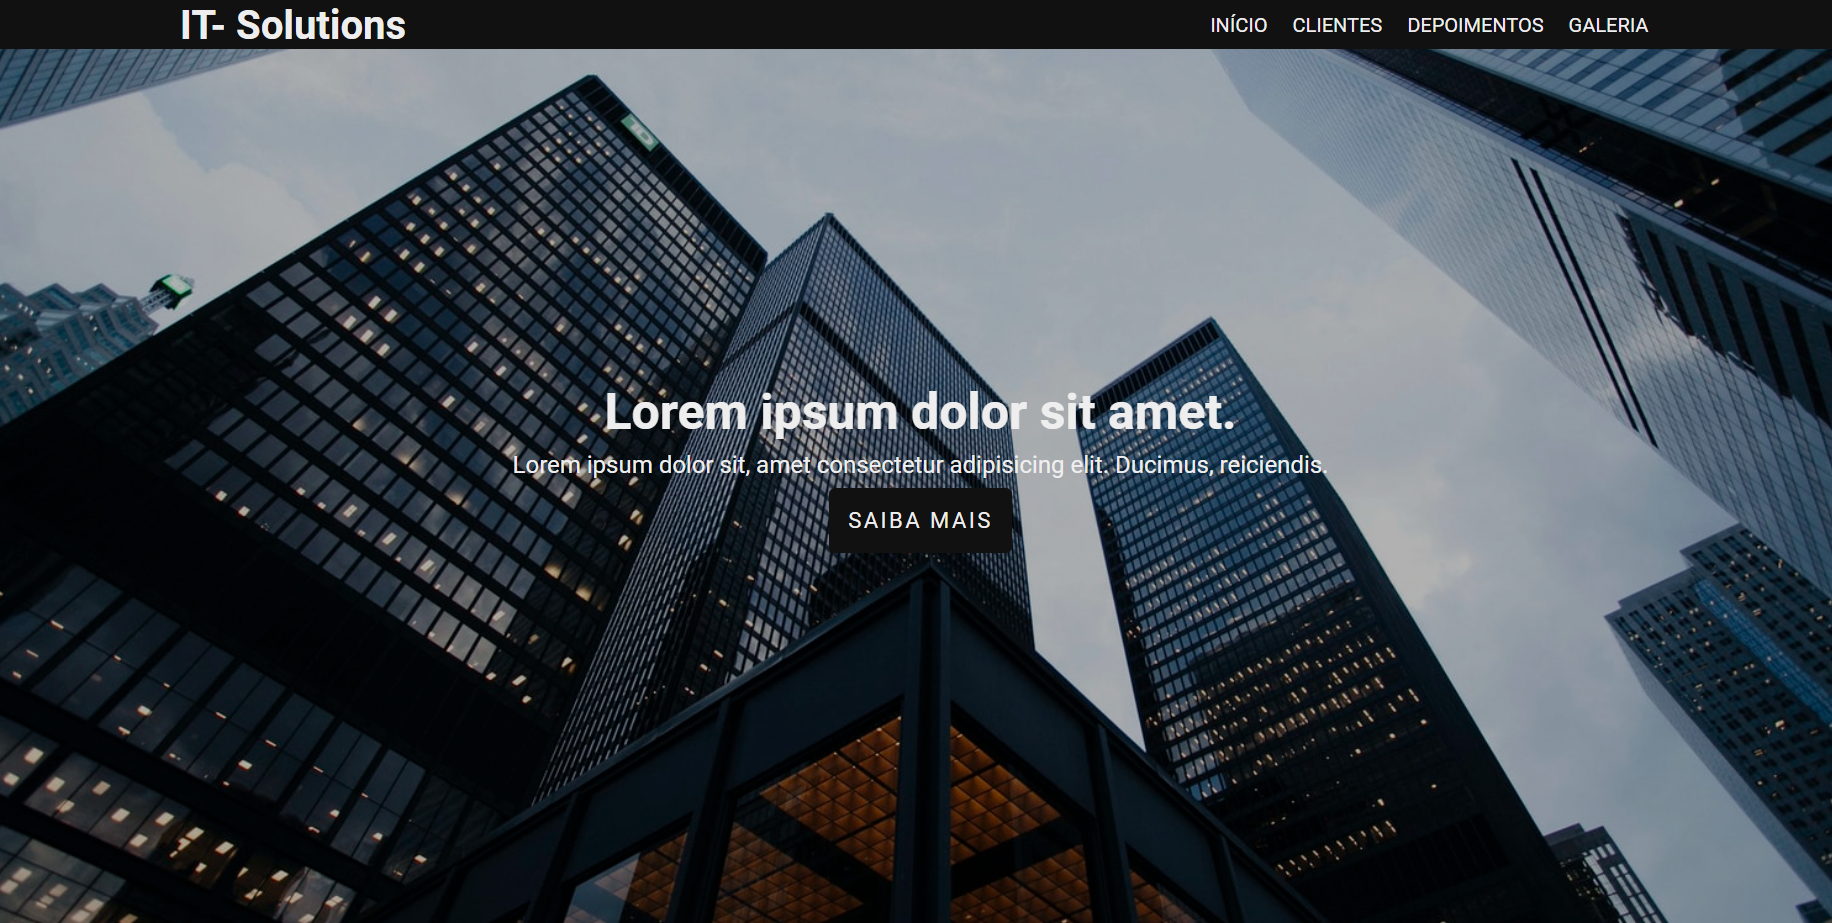 IT- Solutions
INÍCIO CLIENTES DEPOIMENTOS GALERIA
TD
Lorem ipsum dolor sit amet.
Lorem ipsum dolor sit, amet consectetur adipisicing elit. Ducimus, reiciendis.
SAIBA MAIS